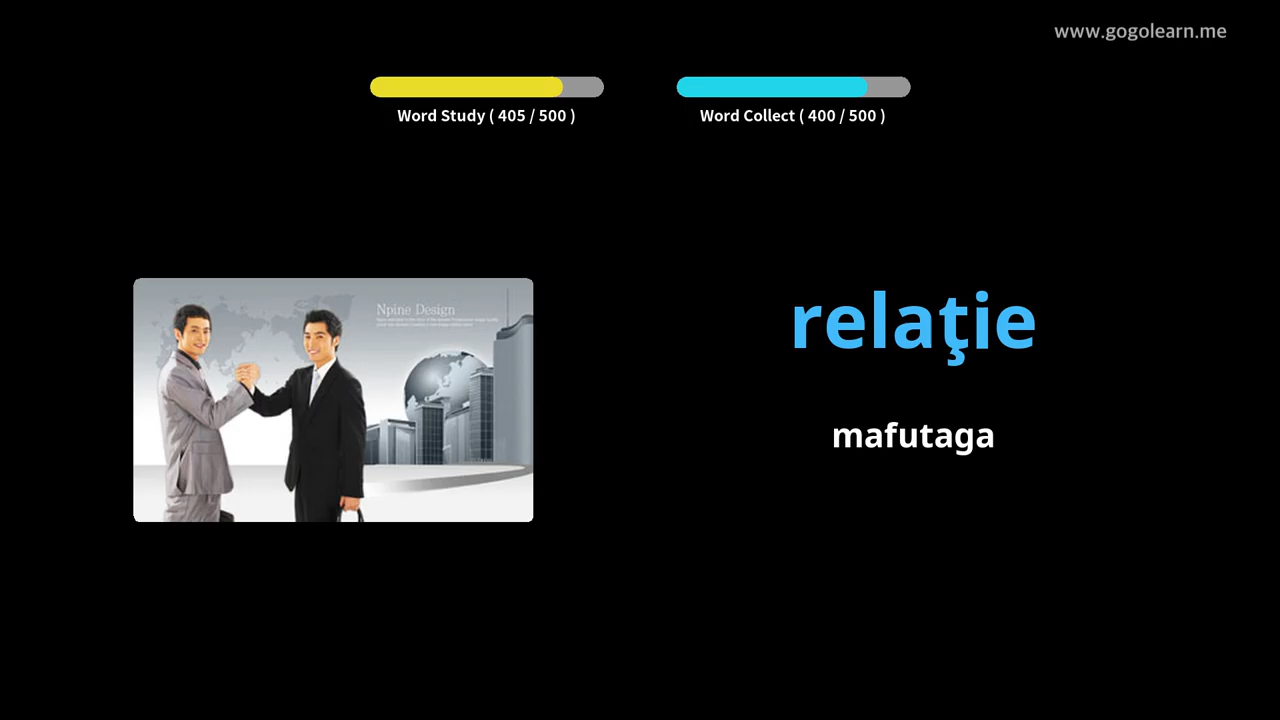 www.gogolearn.me
Word Study ( 405 / 500 )
Word Collect ( 400 / 500 )
Npine Design
relaţie
mafutaga